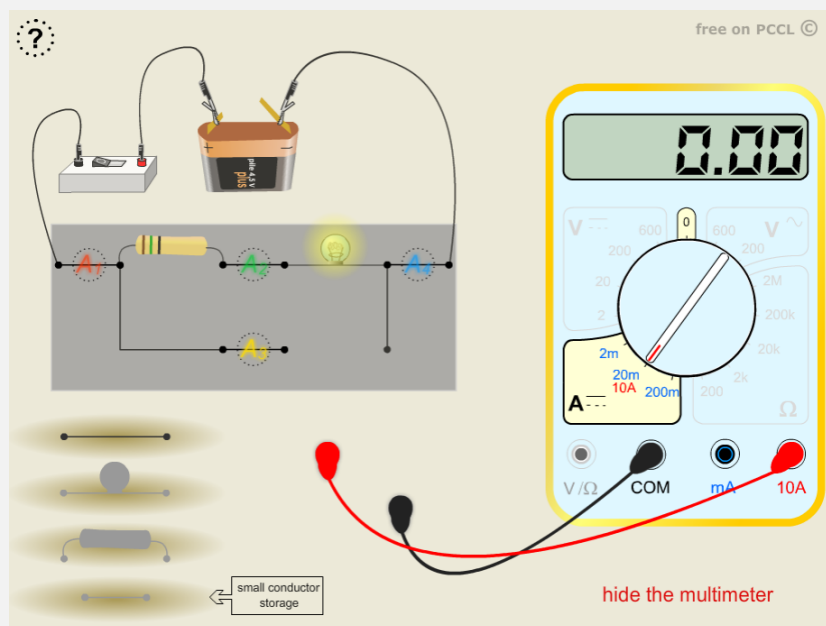 ?
free on PCCL ©
0.00
+ −
pile 4.5 V
plus
A1
A2
A3
A4
0
V
600
200
20
2
V
600
200
2M
200k
20k
2k
200
Ω
2m
20m
10A
200m
A
V/Ω
COM
mA
10A
small conductor
storage
hide the multimeter